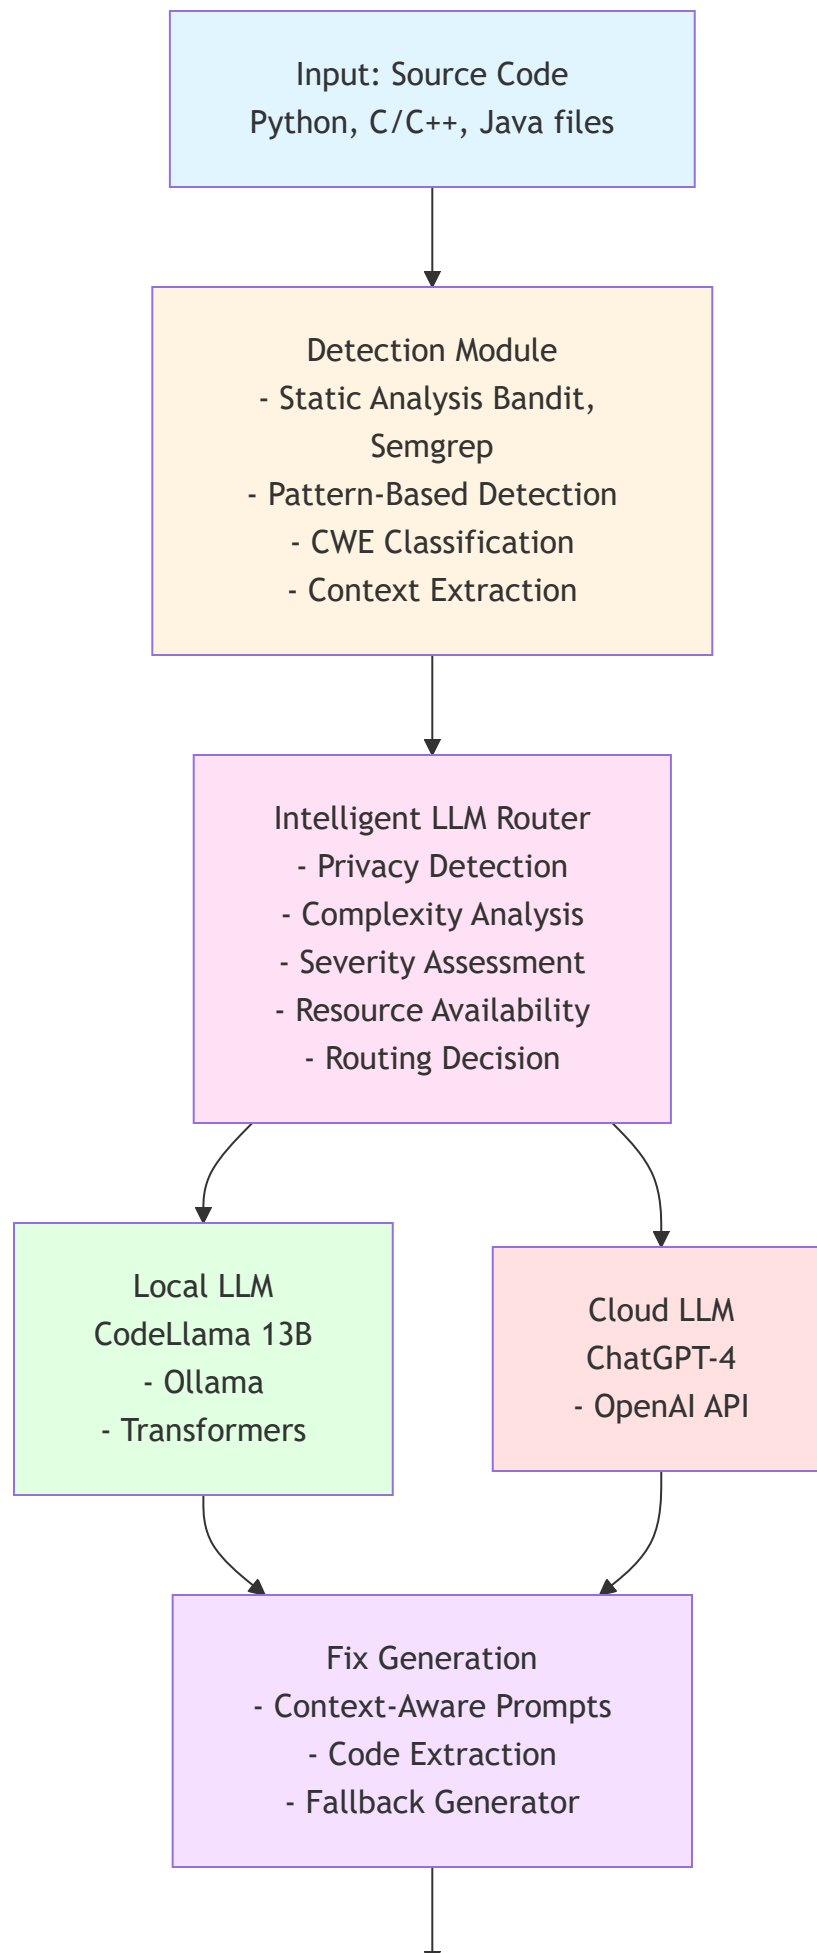 Input: Source Code
Python, C/C++, Java files
Detection Module
- Static Analysis Bandit,
Semgrep
- Pattern-Based Detection
- CWE Classification
- Context Extraction
Intelligent LLM Router
- Privacy Detection
- Complexity Analysis
- Severity Assessment
- Resource Availability
- Routing Decision
Local LLM
CodeLlama 13B
- Ollama
- Transformers
Cloud LLM
ChatGPT-4
- OpenAI API
Fix Generation
- Context-Aware Prompts
- Code Extraction
- Fallback Generator